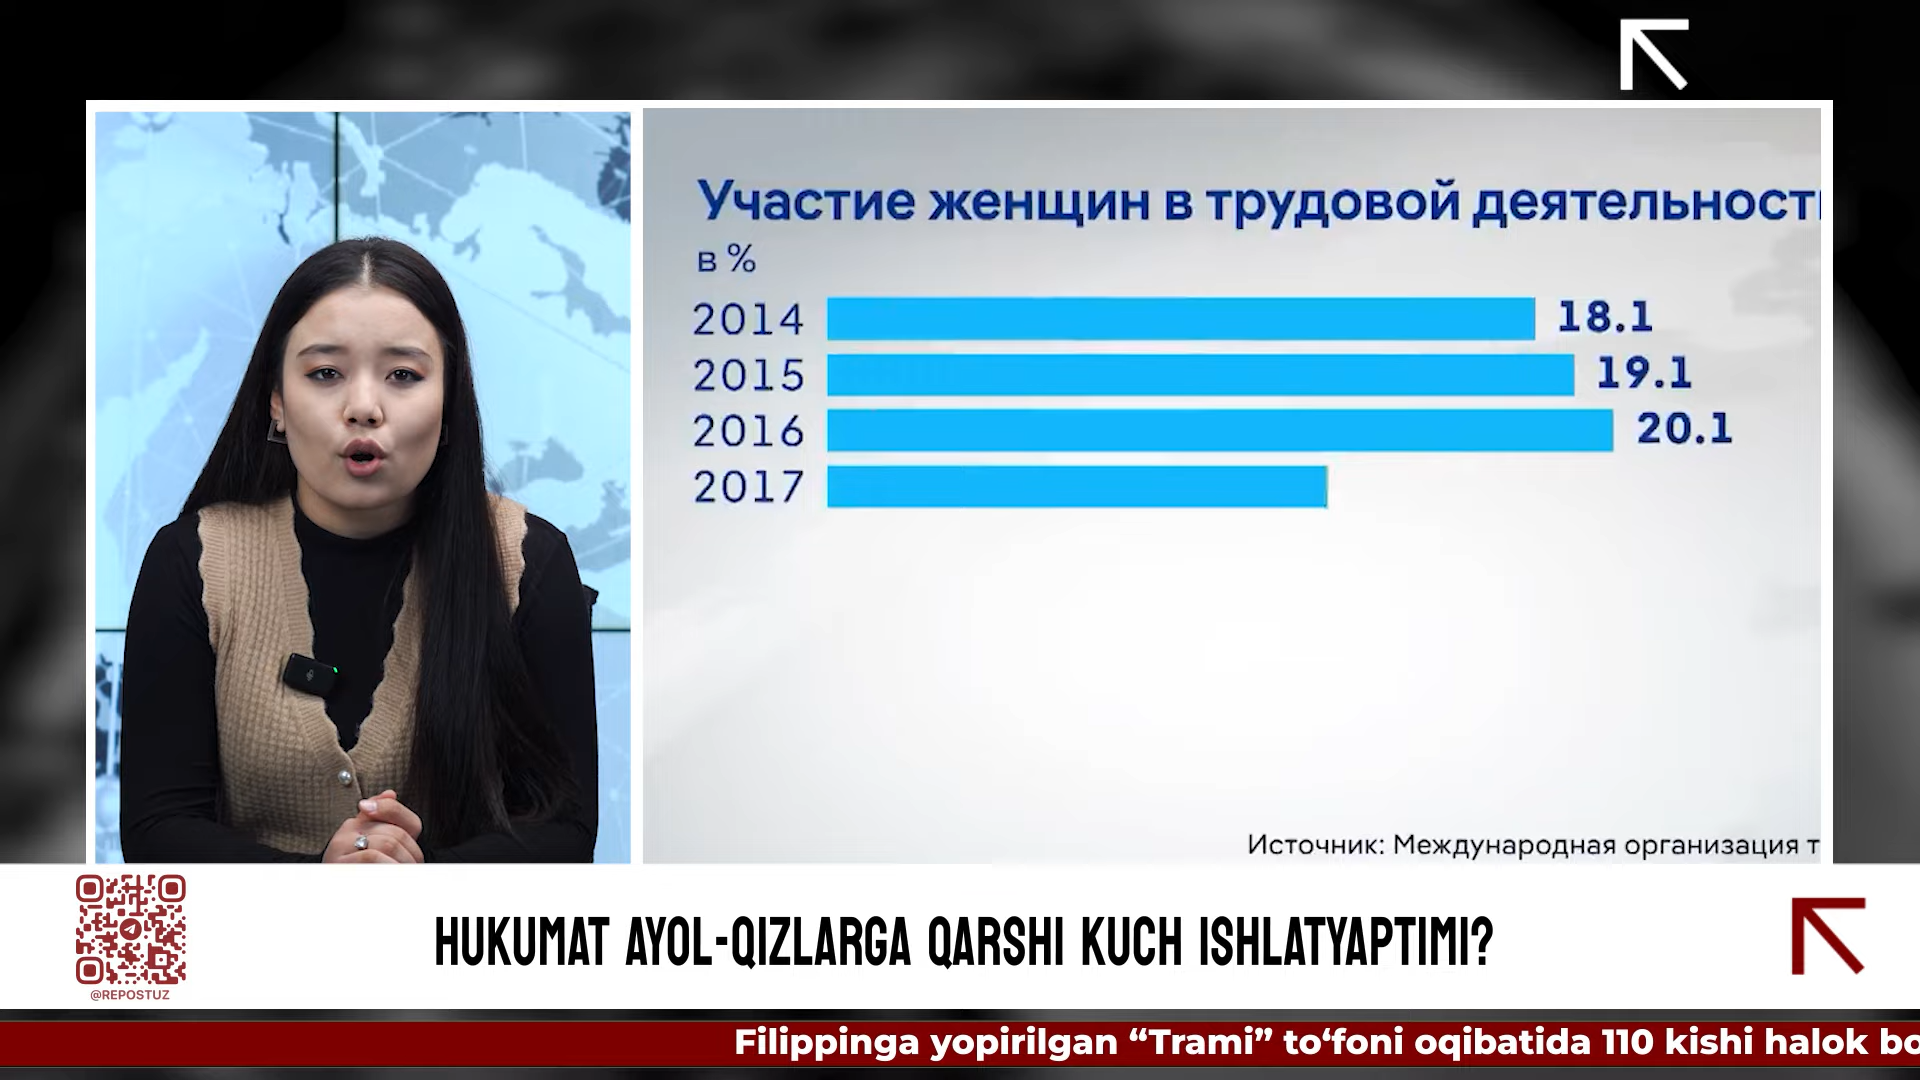 Участие женщин в трудовой деятельност
в %
2014 18.1
2015 19.1
2016 20.1
2017
Источник: Международная организация т
HUKUMAT AYOL-QIZLARGA QARSHI KUCH ISHLATYAPTIMI?
@REPOSTUZ
Filippinga yopirilgan “Trami” to‘foni oqibatida 110 kishi halok bo